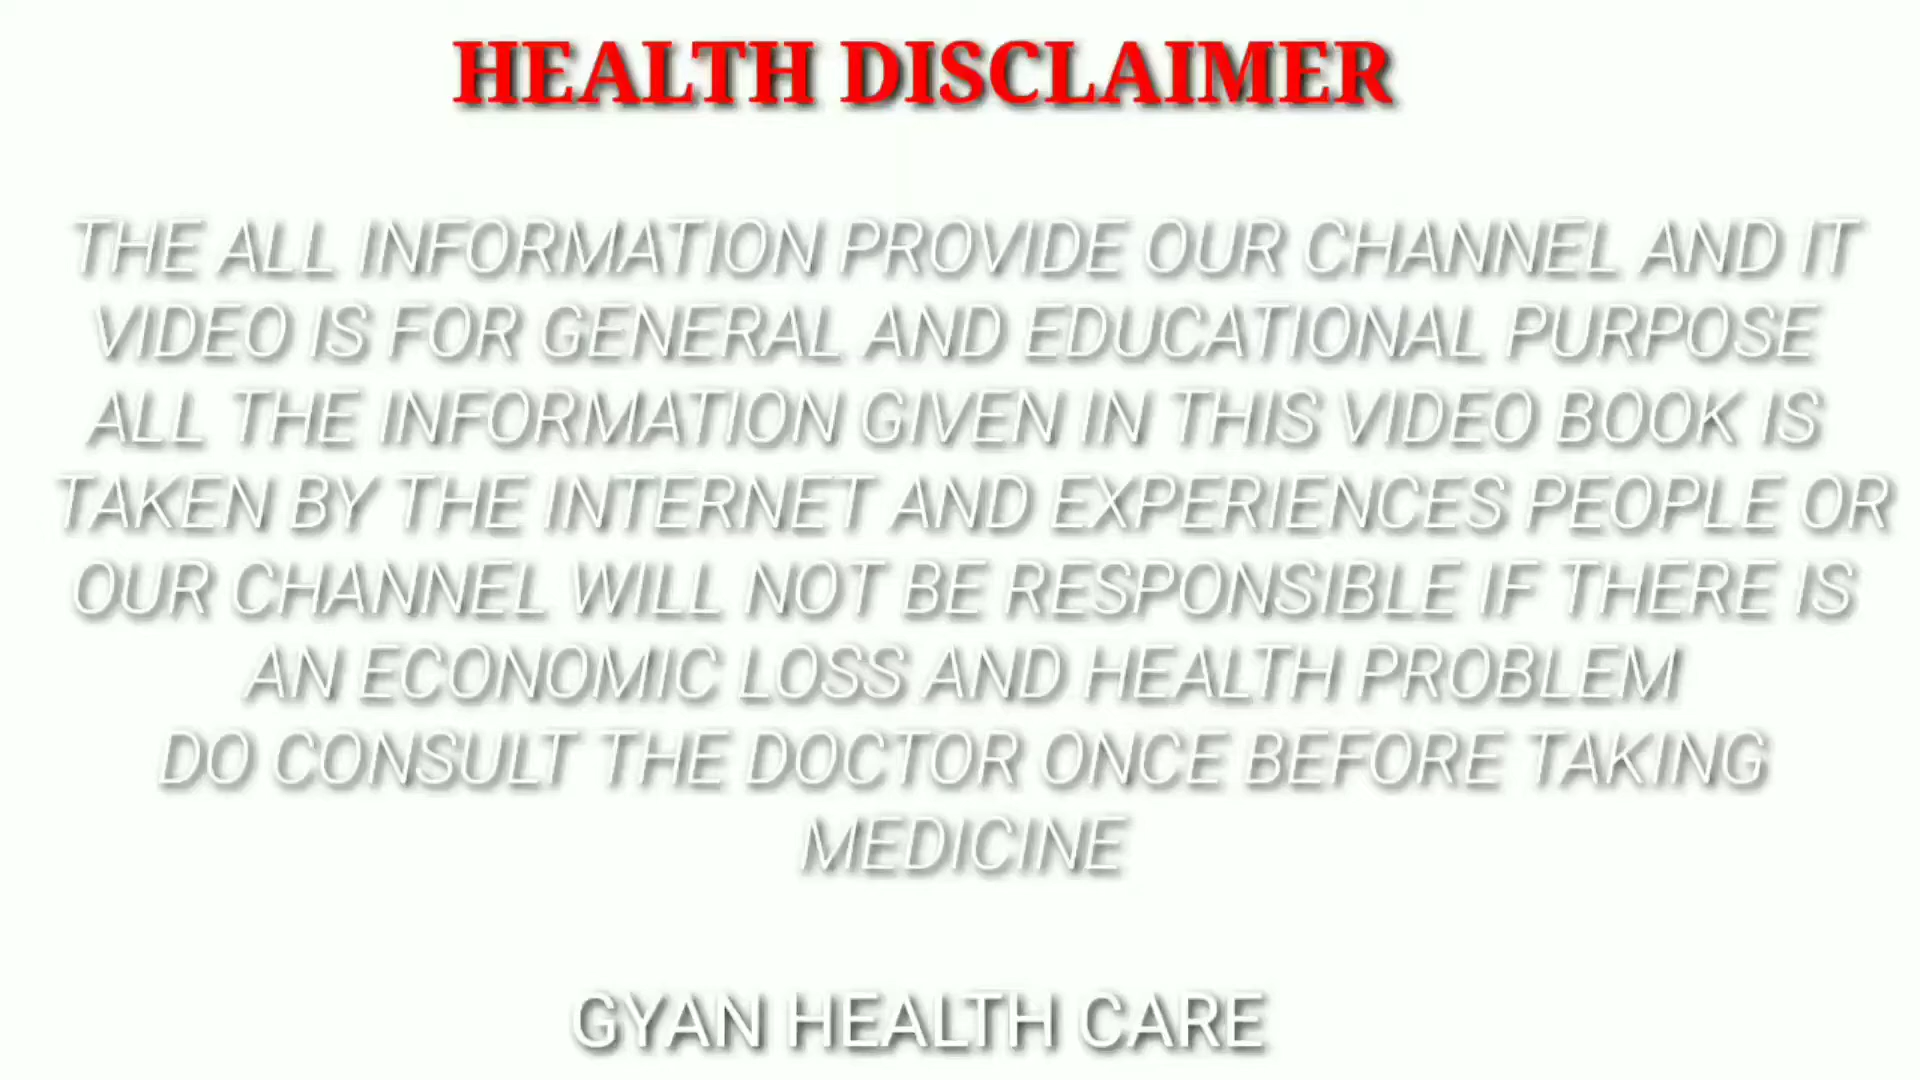 HEALTH DISCLAIMER
THE ALL INFORMATION PROVIDE OUR CHANNEL AND IT
VIDEO IS FOR GENERAL AND EDUCATIONAL PURPOSE
ALL THE INFORMATION GIVEN IN THIS VIDEO BOOK IS
TAKEN BY THE INTERNET AND EXPERIENCES PEOPLE OR
OUR CHANNEL WILL NOT BE RESPONSIBLE IF THERE IS
AN ECONOMIC LOSS AND HEALTH PROBLEM
DO CONSULT THE DOCTOR ONCE BEFORE TAKING
MEDICINE
GYAN HEALTH CARE